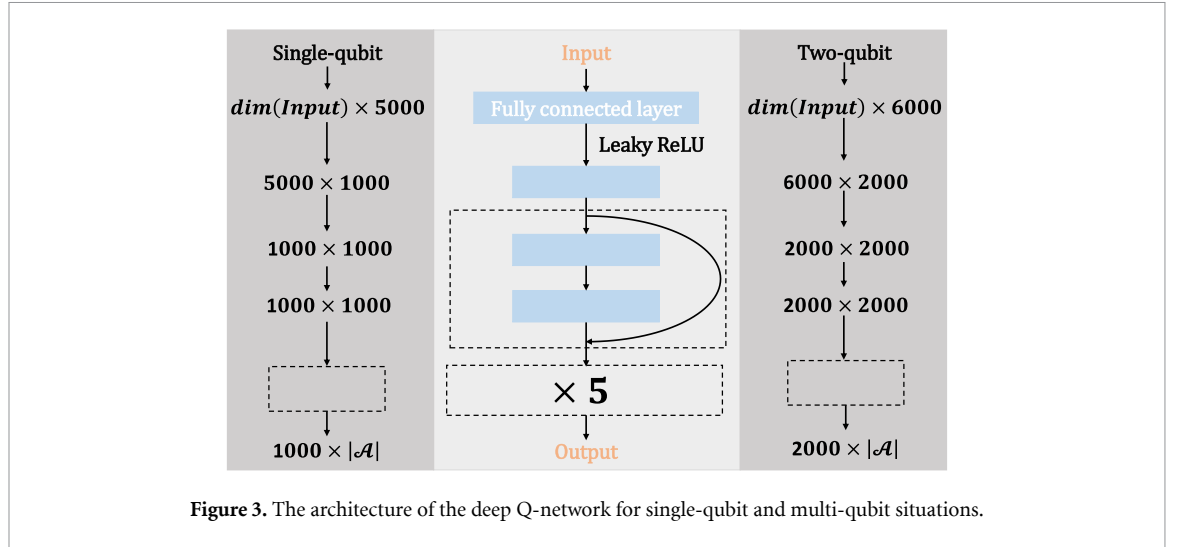 Single-qubit
dim(Input) × 5000
5000 × 1000
1000 × 1000
1000 × 1000
1000 × |𝒜|
Input
Fully connected layer
Leaky ReLU
× 5
Output
Two-qubit
dim(Input) × 6000
6000 × 2000
2000 × 2000
2000 × 2000
2000 × |𝒜|
Figure 3. The architecture of the deep Q-network for single-qubit and multi-qubit situations.